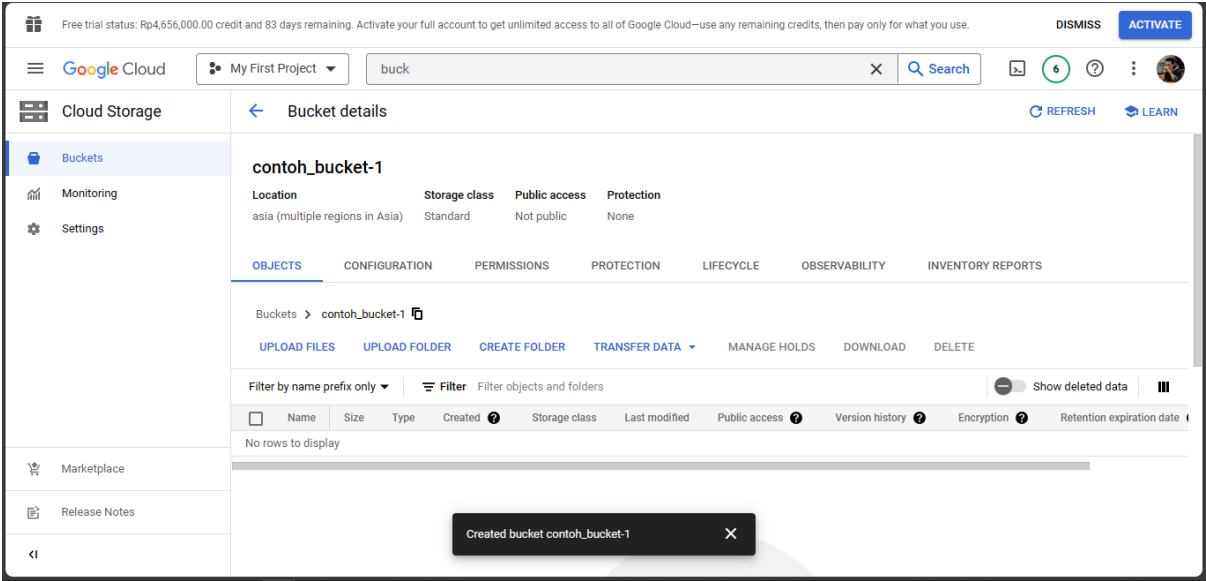 Free trial status: Rp4,656,000.00 credit and 83 days remaining. Activate your full account to get unlimited access to all of Google Cloud—use any remaining credits, then pay only for what you use. DISMISS ACTIVATE
Google Cloud My First Project buck Search 6
Cloud Storage Bucket details REFRESH LEARN
Buckets
Monitoring
Settings
contoh_bucket-1
Location Storage class Public access Protection
asia (multiple regions in Asia) Standard Not public None
OBJECTS CONFIGURATION PERMISSIONS PROTECTION LIFECYCLE OBSERVABILITY INVENTORY REPORTS
Buckets > contoh_bucket-1
UPLOAD FILES UPLOAD FOLDER CREATE FOLDER TRANSFER DATA MANAGE HOLDS DOWNLOAD DELETE
Filter by name prefix only Filter Filter objects and folders Show deleted data
Name Size Type Created Storage class Last modified Public access Version history Encryption Retention expiration date
No rows to display
Marketplace
Release Notes
Created bucket contoh_bucket-1